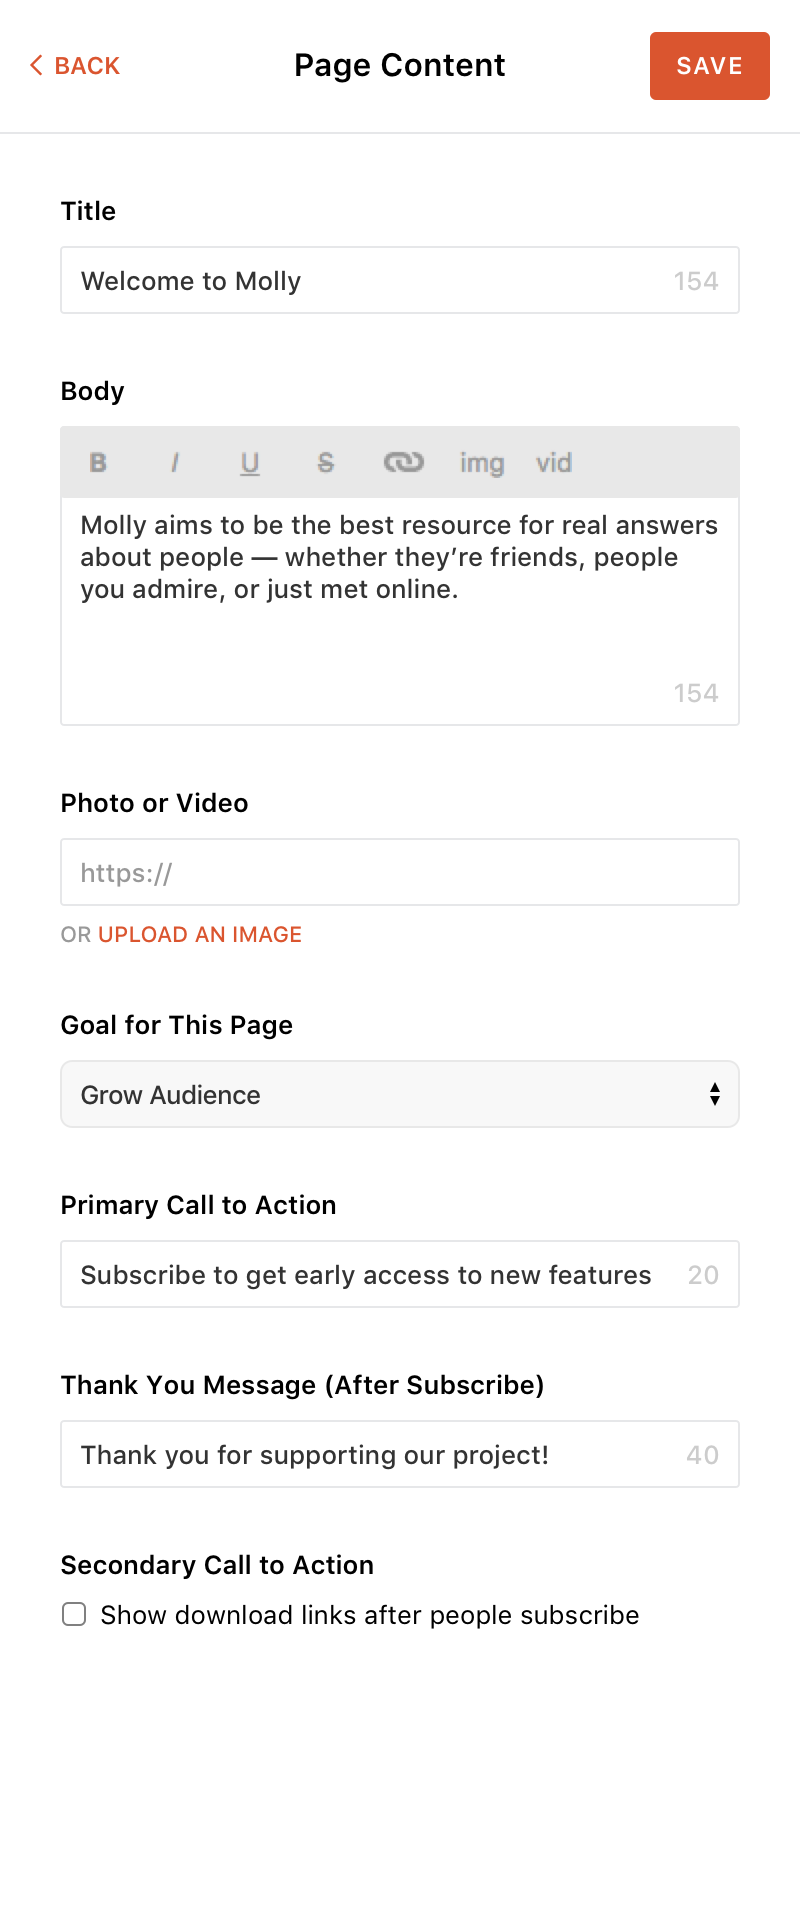 BACK
Page Content
SAVE
Title
Welcome to Molly 154
Body
B I U S img vid
Molly aims to be the best resource for real answers
about people — whether they’re friends, people
you admire, or just met online.
154
Photo or Video
https://
OR UPLOAD AN IMAGE
Goal for This Page
Grow Audience
Primary Call to Action
Subscribe to get early access to new features 20
Thank You Message (After Subscribe)
Thank you for supporting our project! 40
Secondary Call to Action
Show download links after people subscribe